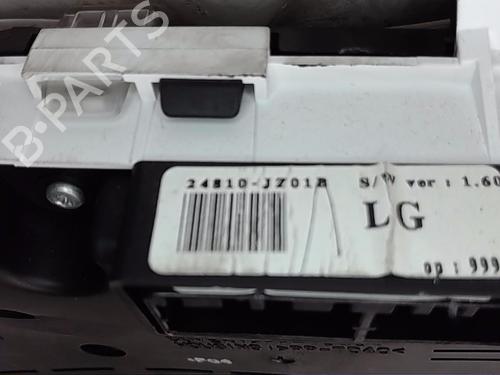 B-PARTS
24810-JZ01B S/W ver : 1.60
LG
op : 999